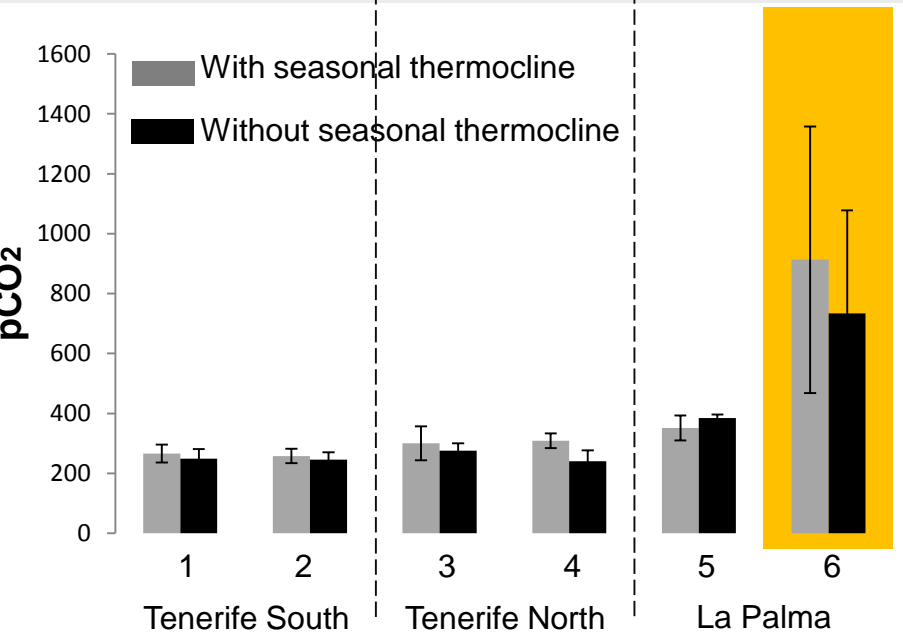 1600
1400
1200
1000
800
600
400
200
0
pCO2
With seasonal thermocline
Without seasonal thermocline
1 2 3 4 5 6
Tenerife South Tenerife North La Palma